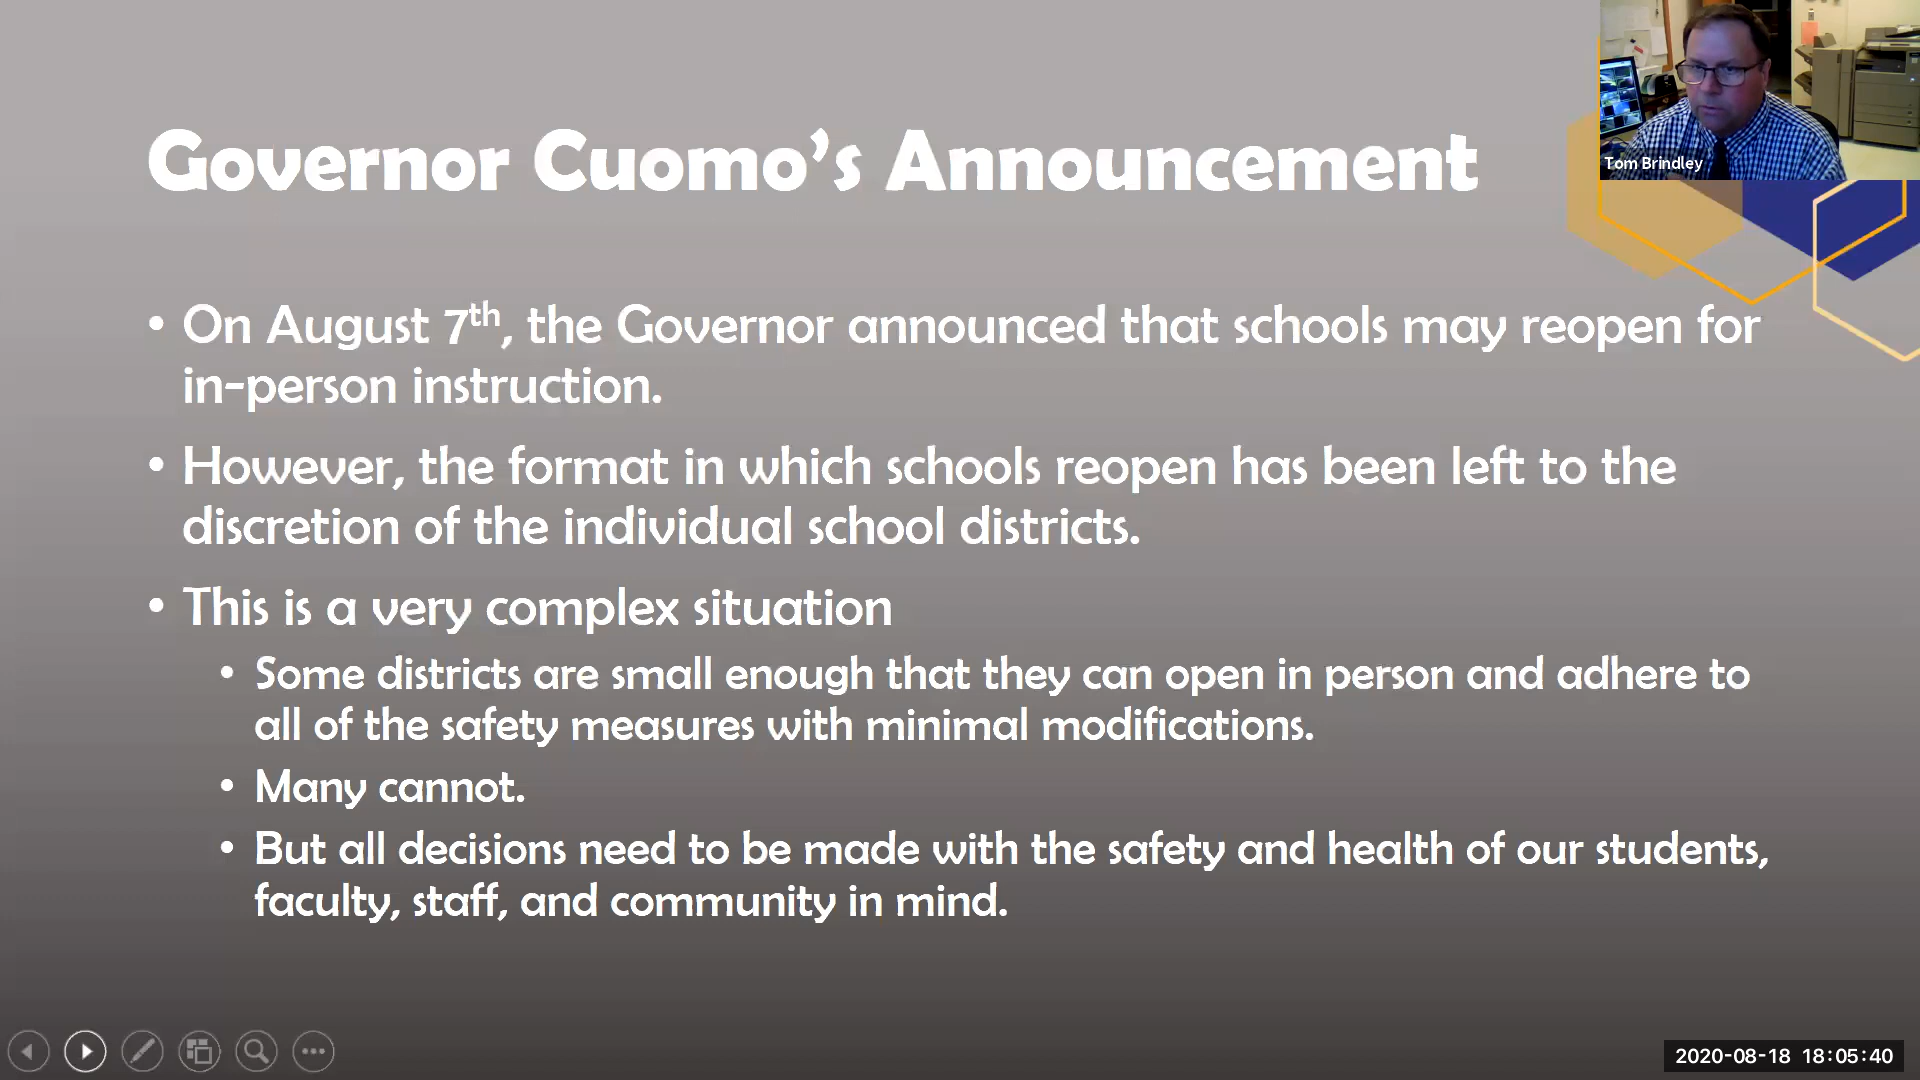 Governor Cuomo’s Announcement
Tom Brindley
• On August 7th, the Governor announced that schools may reopen for
in-person instruction.
• However, the format in which schools reopen has been left to the
discretion of the individual school districts.
• This is a very complex situation
• Some districts are small enough that they can open in person and adhere to
all of the safety measures with minimal modifications.
• Many cannot.
• But all decisions need to be made with the safety and health of our students,
faculty, staff, and community in mind.
2020-08-18 18:05:40